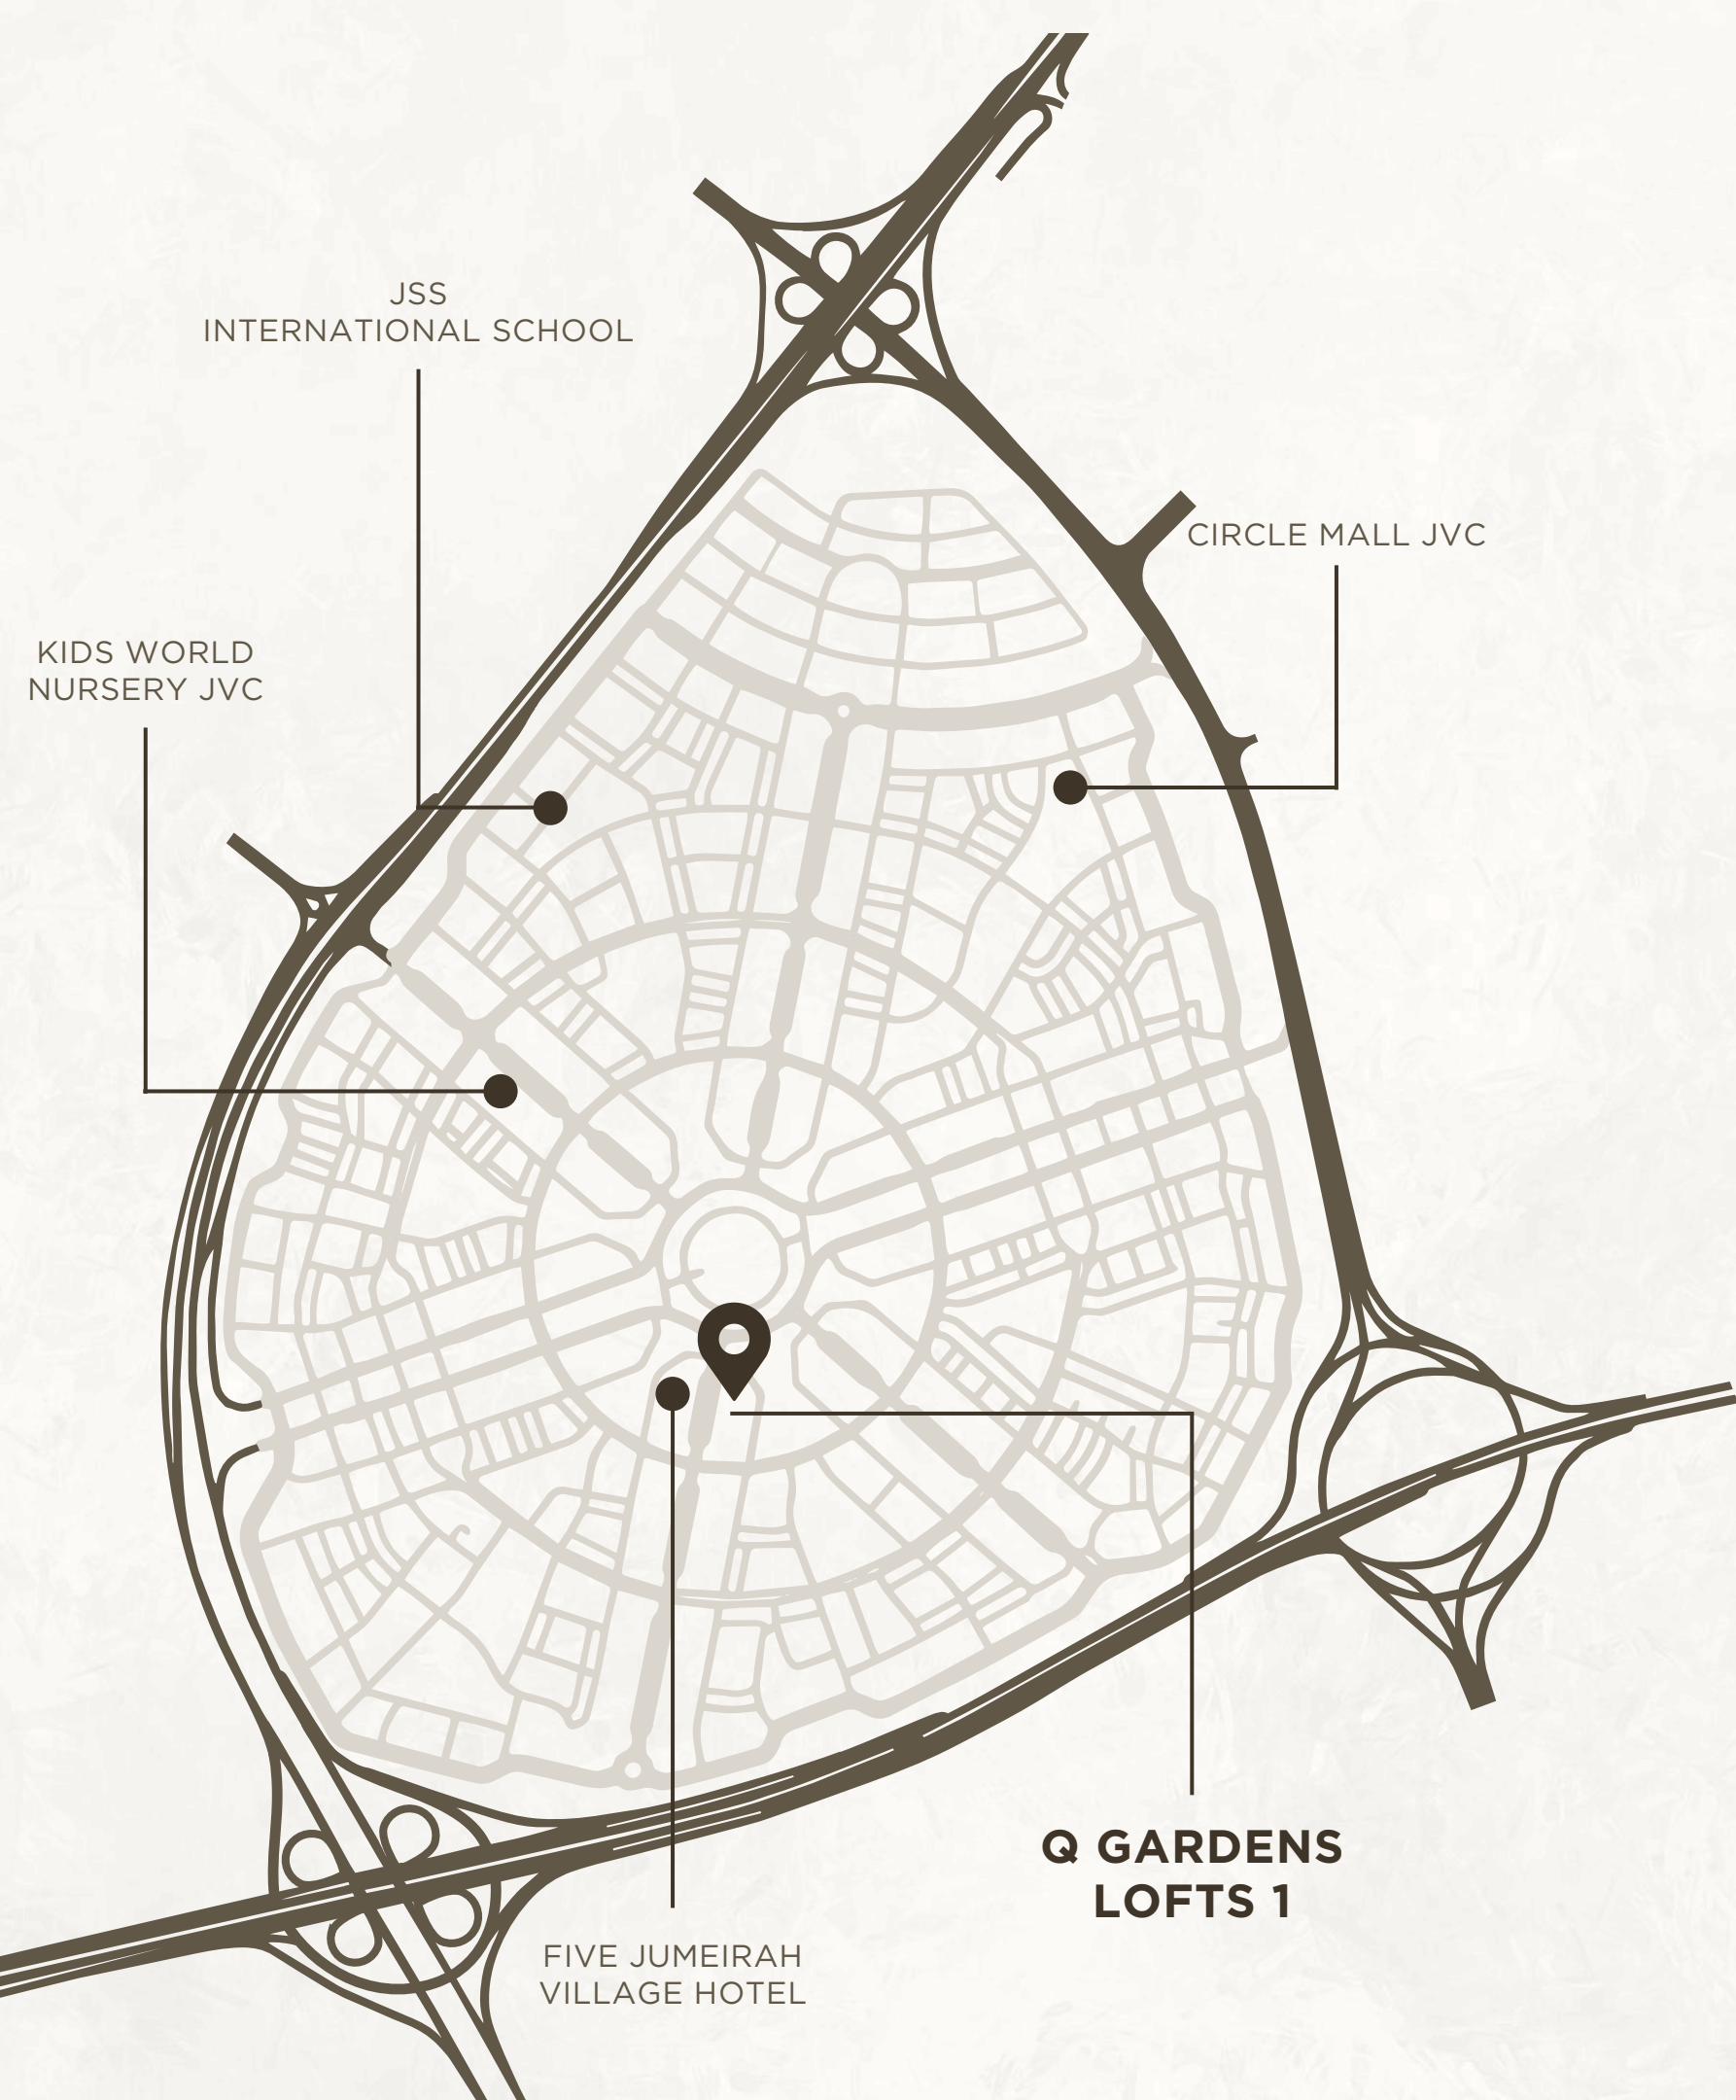 JSS
INTERNATIONAL SCHOOL
CIRCLE MALL JVC
KIDS WORLD
NURSERY JVC
Q GARDENS
LOFTS 1
FIVE JUMEIRAH
VILLAGE HOTEL